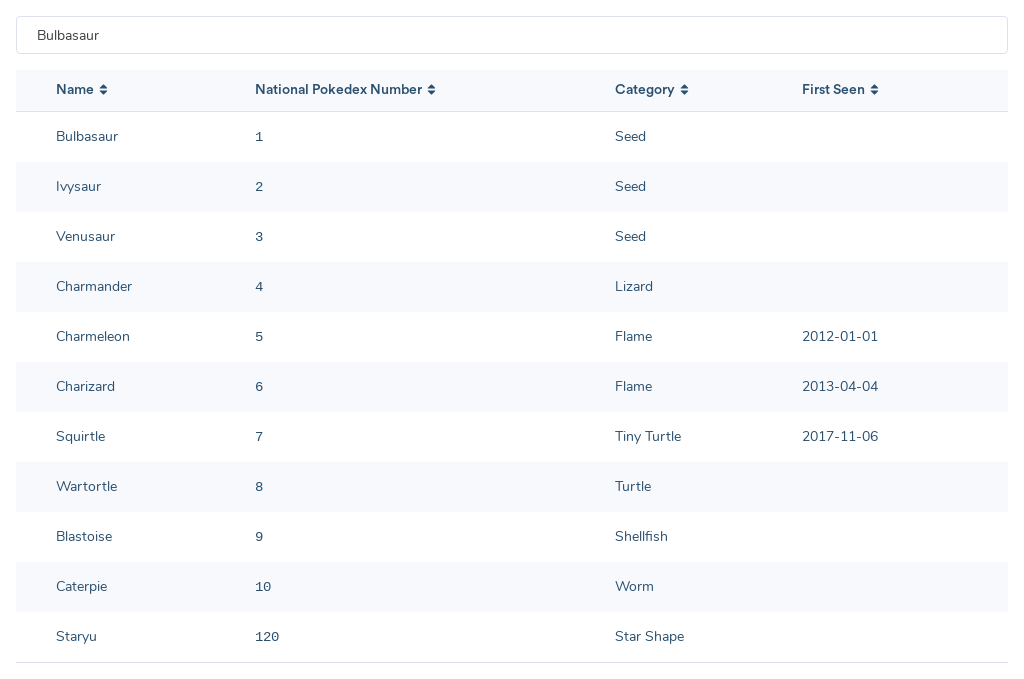 Bulbasaur
Name National Pokedex Number Category First Seen
Bulbasaur 1 Seed
Ivysaur 2 Seed
Venusaur 3 Seed
Charmander 4 Lizard
Charmeleon 5 Flame 2012-01-01
Charizard 6 Flame 2013-04-04
Squirtle 7 Tiny Turtle 2017-11-06
Wartortle 8 Turtle
Blastoise 9 Shellfish
Caterpie 10 Worm
Staryu 120 Star Shape